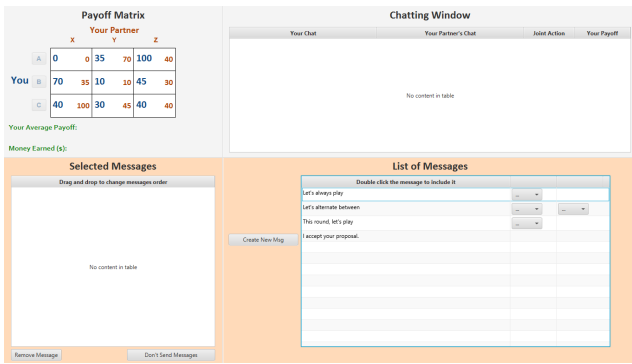 Payoff Matrix
Your Partner
X Y Z
A 0 0 35 70 100 40
You B 70 35 10 10 45 30
C 40 100 30 45 40 40
Your Average Payoff:
Money Earned ($):
Chatting Window
Your Chat Your Partner's Chat Joint Action Your Payoff
No content in table
Selected Messages
Drag and drop to change messages order
No content in table
Remove Message Don't Send Messages
List of Messages
Double click the message to include it
Let's always play _
Let's alternate between _ _
This round, let's play _
I accept your proposal.
Create New Msg